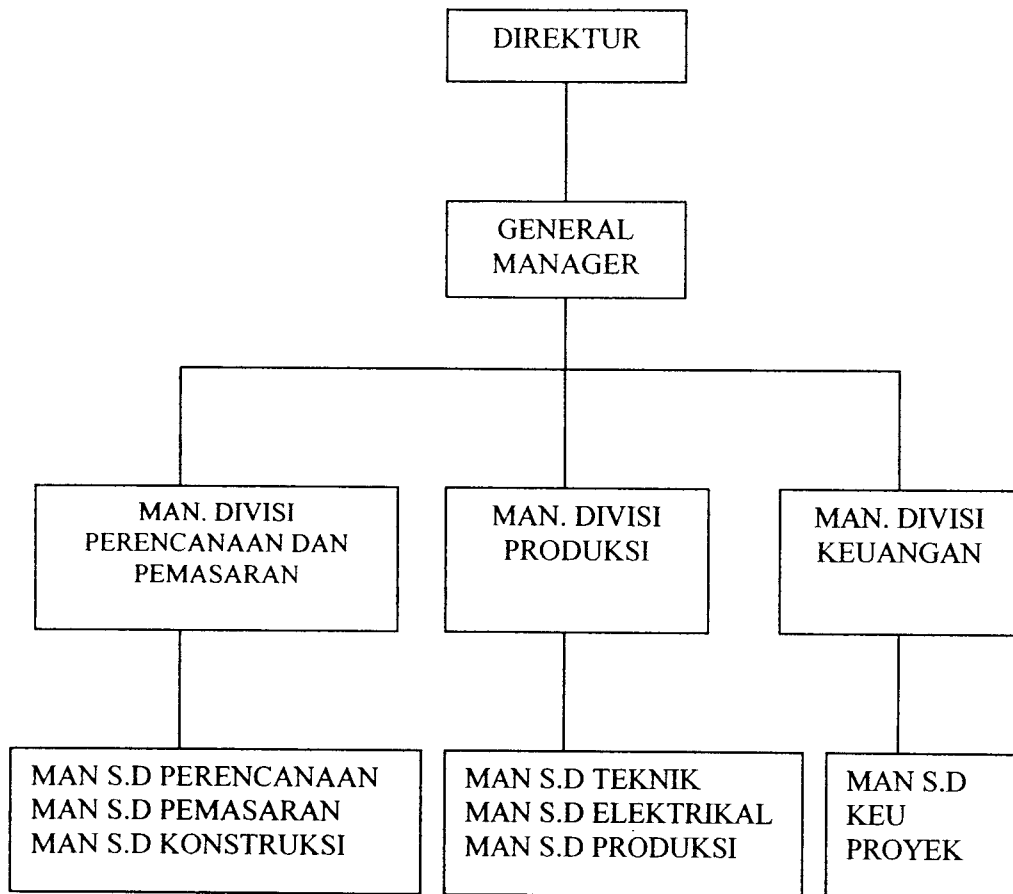 DIREKTUR
GENERAL
MANAGER
MAN. DIVISI
PERENCANAAN DAN
PEMASARAN
MAN. DIVISI
PRODUKSI
MAN. DIVISI
KEUANGAN
MAN S.D PERENCANAAN
MAN S.D PEMASARAN
MAN S.D KONSTRUKSI
MAN S.D TEKNIK
MAN S.D ELEKTRIKAL
MAN S.D PRODUKSI
MAN S.D
KEU
PROYEK